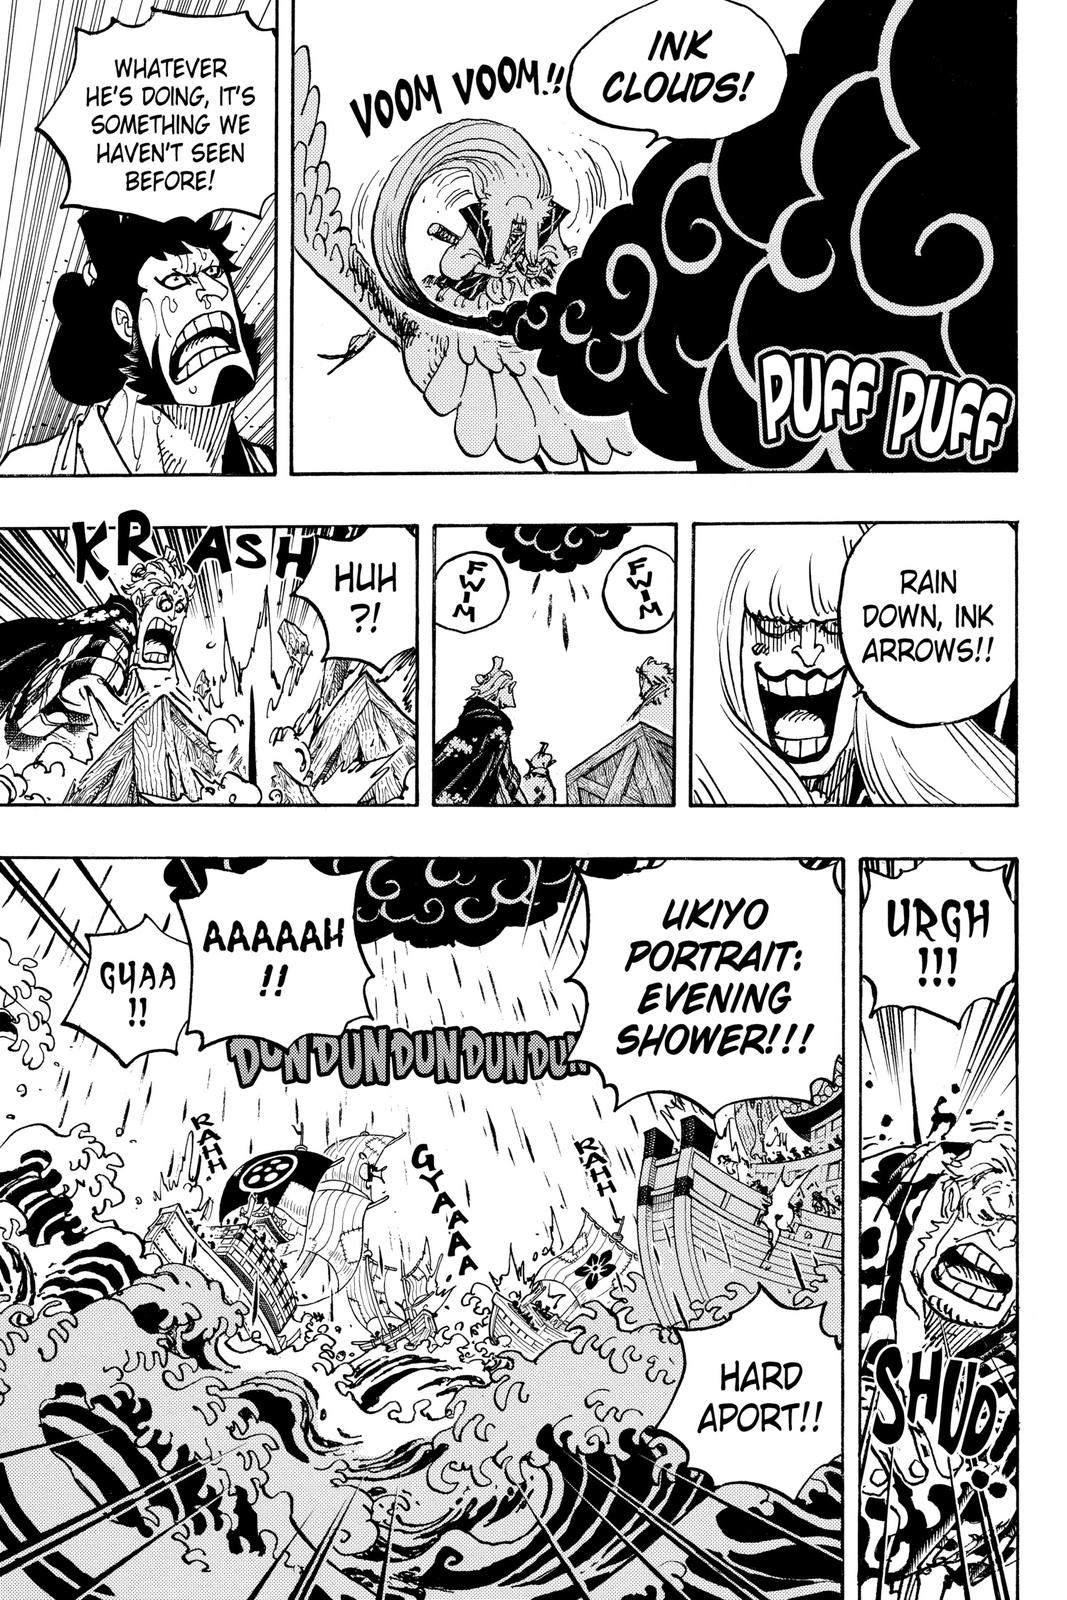 INK
CLOUDS!
VOOM VOOM!!
PUFF PUFF
WHATEVER
HE'S DOING, IT'S
SOMETHING WE
HAVEN'T SEEN
BEFORE!
RAIN
DOWN, INK
ARROWS!!
FWIM
FWIM
HUH
?!
KRASH
URGH
!!!
SHUD!
UKIYO
PORTRAIT:
EVENING
SHOWER!!!
AAAAAH
!!
GYAA
!!
DUNDUNDUNDUNDU!!
RAHH!
GYAAAA!
RAHH!
HARD
APORT!!